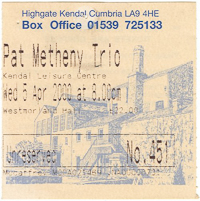 Highgate Kendal Cumbria LA9 4HE
Box Office 01539 725133
Pat Metheny Trio
Kendal Leisure Centre
Wed 5 Apr 2000 at 8.00pm
Unreserved No.451